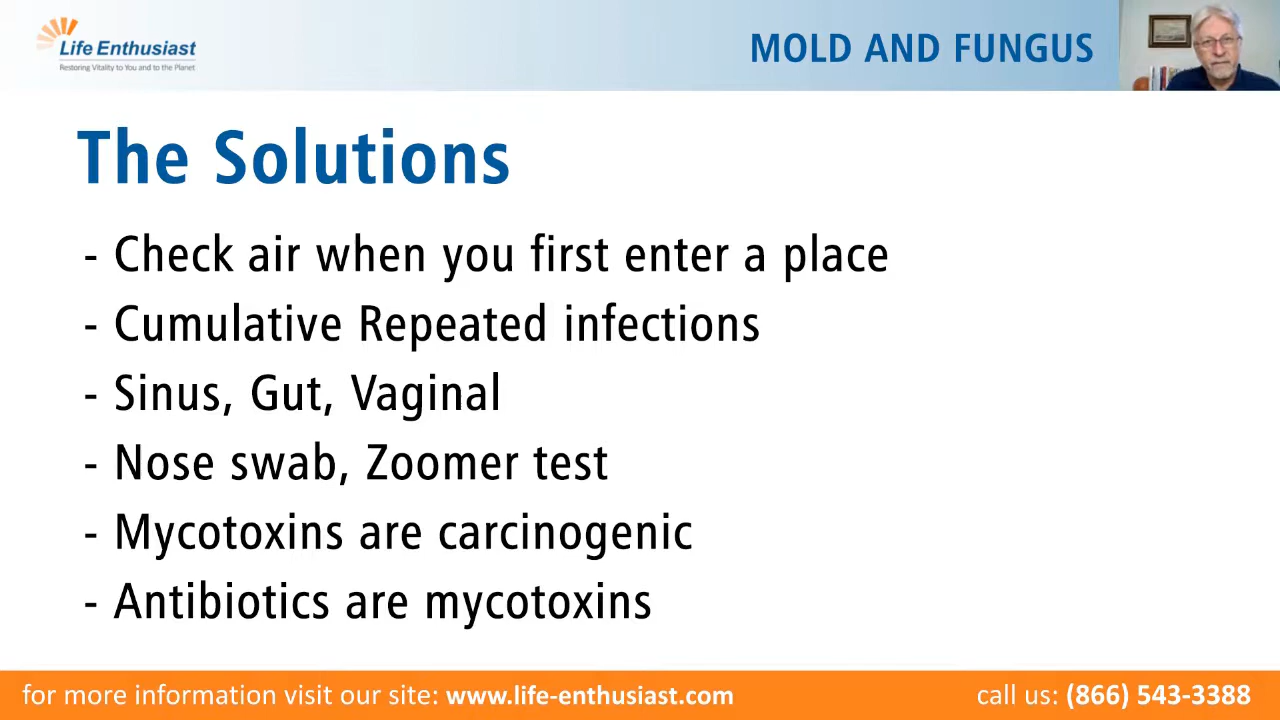 Life Enthusiast
Restoring Vitality to You and to the Planet
MOLD AND FUNGUS
The Solutions
- Check air when you first enter a place
- Cumulative Repeated infections
- Sinus, Gut, Vaginal
- Nose swab, Zoomer test
- Mycotoxins are carcinogenic
- Antibiotics are mycotoxins
for more information visit our site: www.life-enthusiast.com
call us: (866) 543-3388